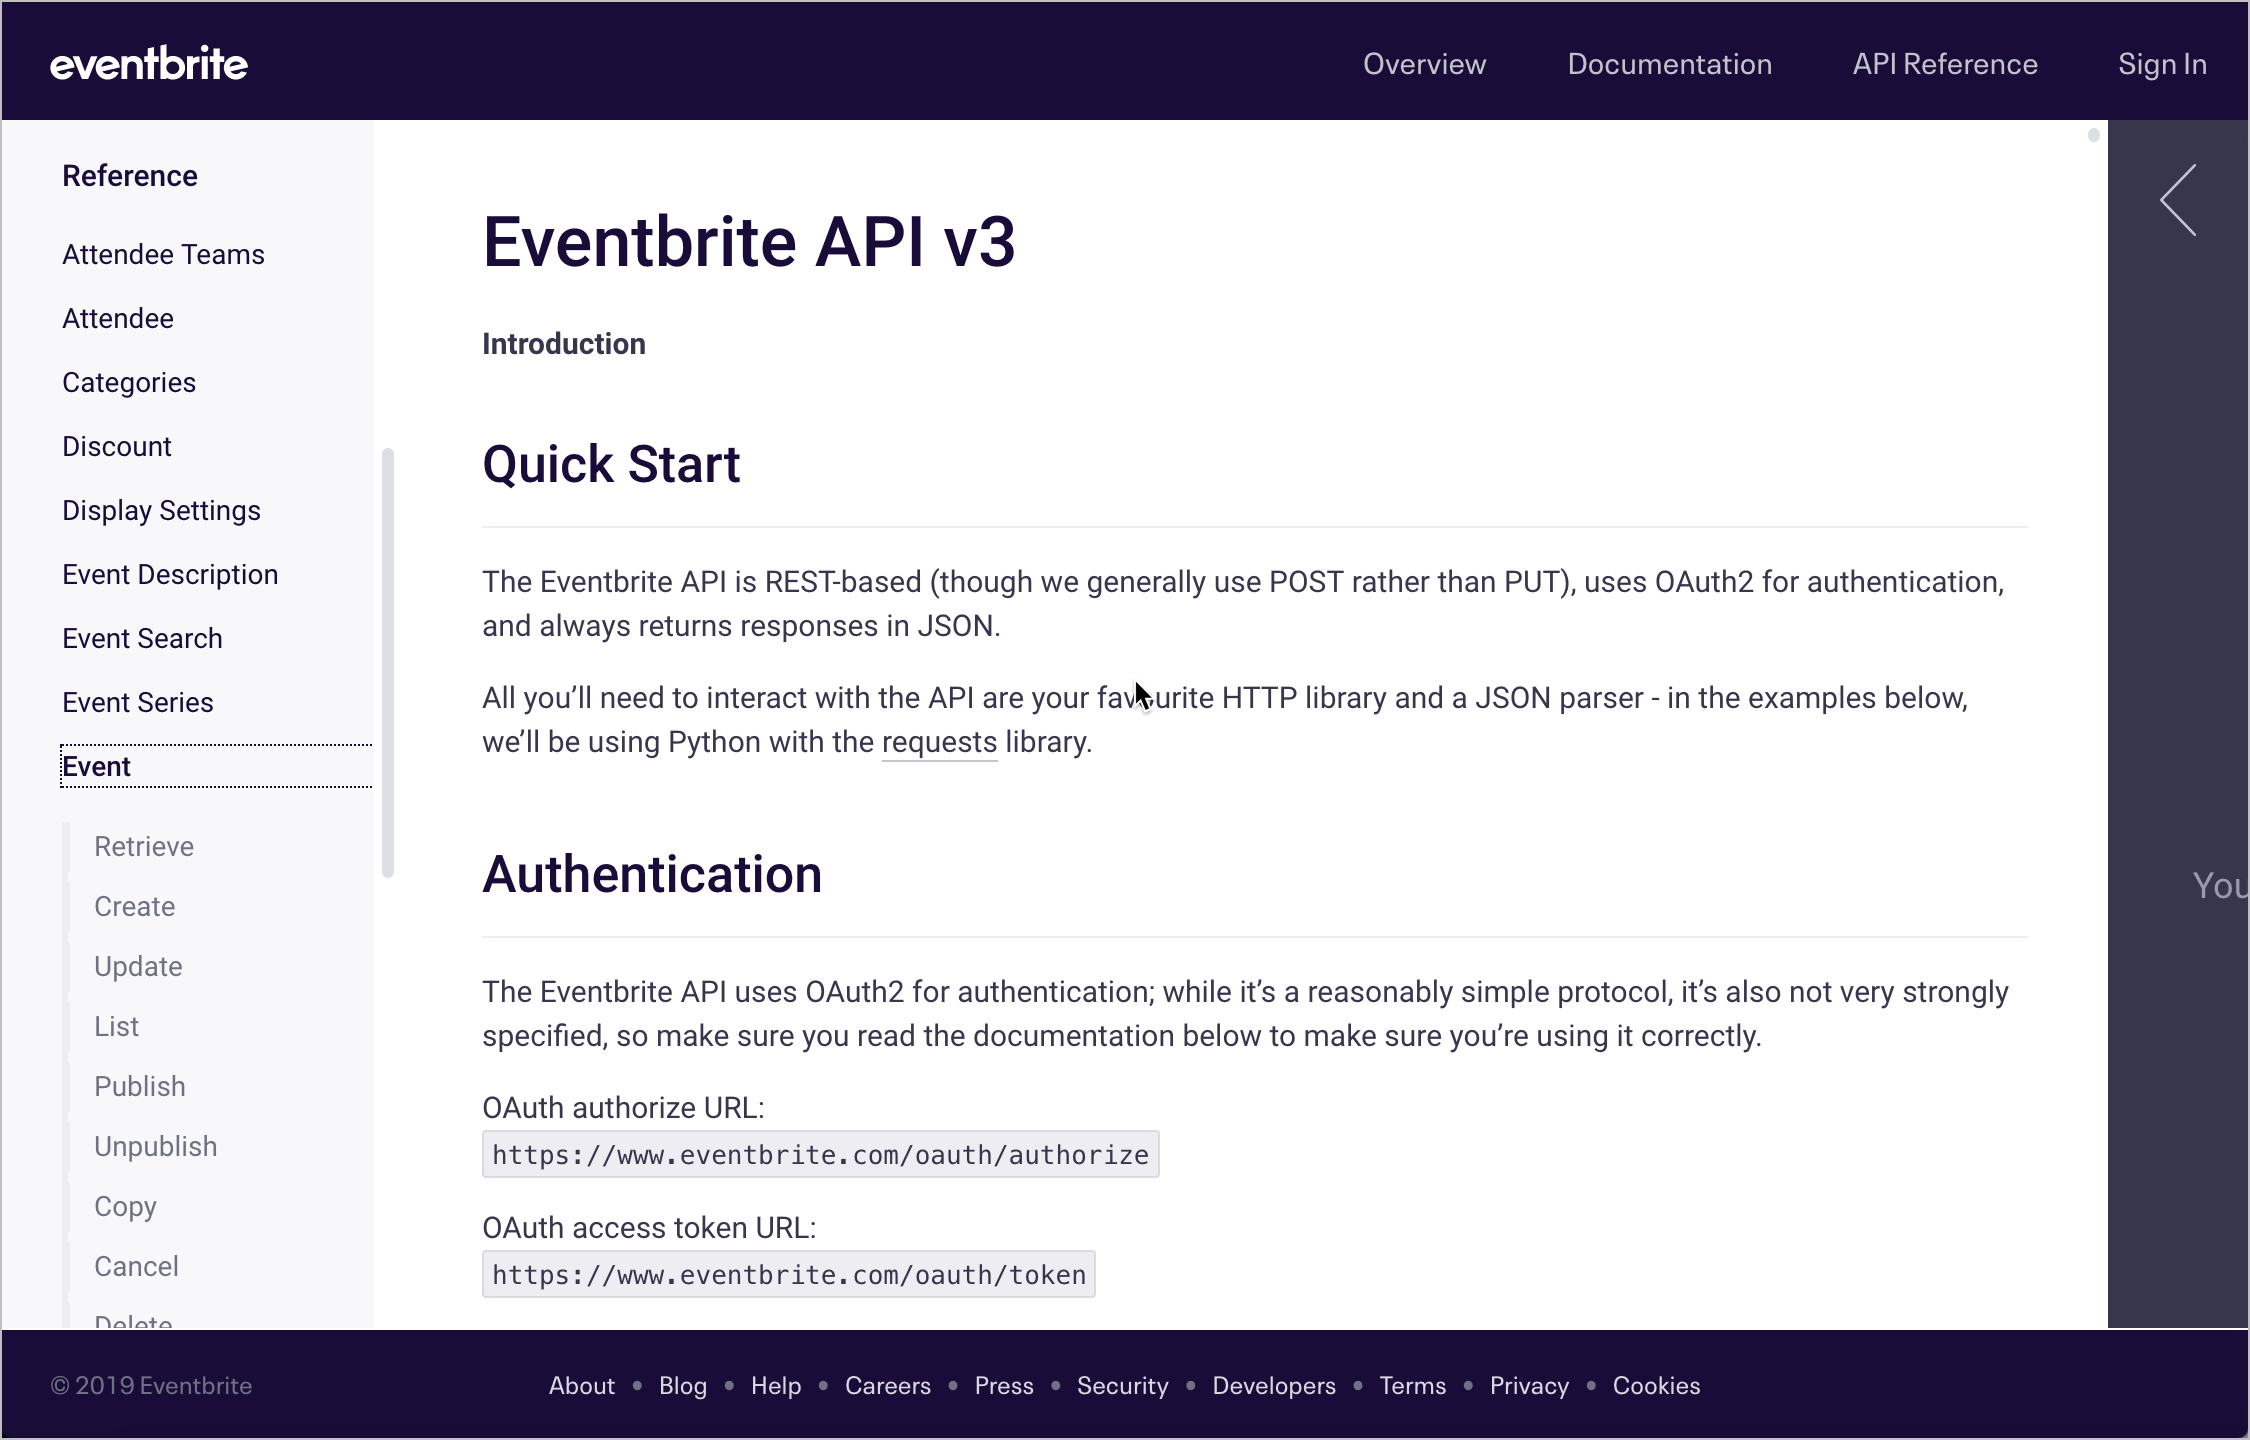 eventbrite
Overview
Documentation
API Reference
Sign In
Reference
Attendee Teams
Attendee
Categories
Discount
Display Settings
Event Description
Event Search
Event Series
Event
Retrieve
Create
Update
List
Publish
Unpublish
Copy
Cancel
Delete
Eventbrite API v3
Introduction
Quick Start
The Eventbrite API is REST-based (though we generally use POST rather than PUT), uses OAuth2 for authentication,
and always returns responses in JSON.
All you’ll need to interact with the API are your favourite HTTP library and a JSON parser - in the examples below,
we’ll be using Python with the requests library.
Authentication
The Eventbrite API uses OAuth2 for authentication; while it’s a reasonably simple protocol, it’s also not very strongly
specified, so make sure you read the documentation below to make sure you’re using it correctly.
OAuth authorize URL:
https://www.eventbrite.com/oauth/authorize
OAuth access token URL:
https://www.eventbrite.com/oauth/token
You
© 2019 Eventbrite
About • Blog • Help • Careers • Press • Security • Developers • Terms • Privacy • Cookies